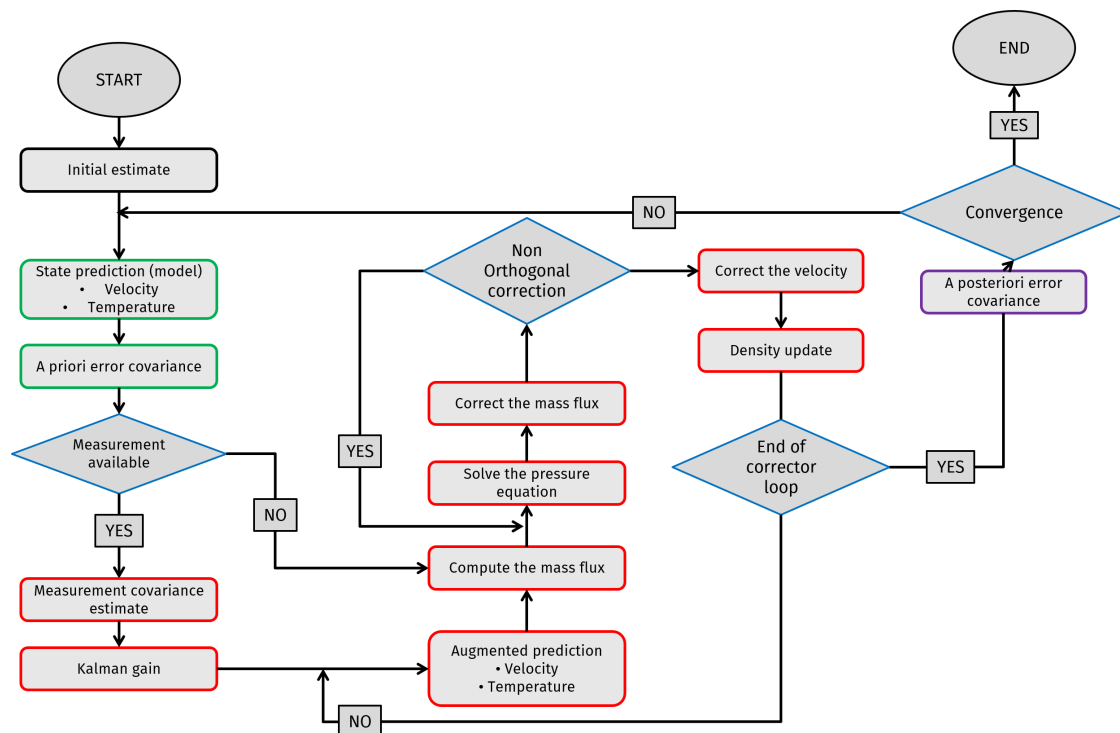 START
Initial estimate
State prediction (model)
• Velocity
• Temperature
A priori error covariance
Measurement
available
YES
Measurement covariance
estimate
Kalman gain
NO
Augmented prediction
• Velocity
• Temperature
Compute the mass flux
Solve the pressure
equation
Correct the mass flux
YES
Non
Orthogonal
correction
Correct the velocity
Density update
End of
corrector
loop
NO
YES
A posteriori error
covariance
Convergence
NO
YES
END